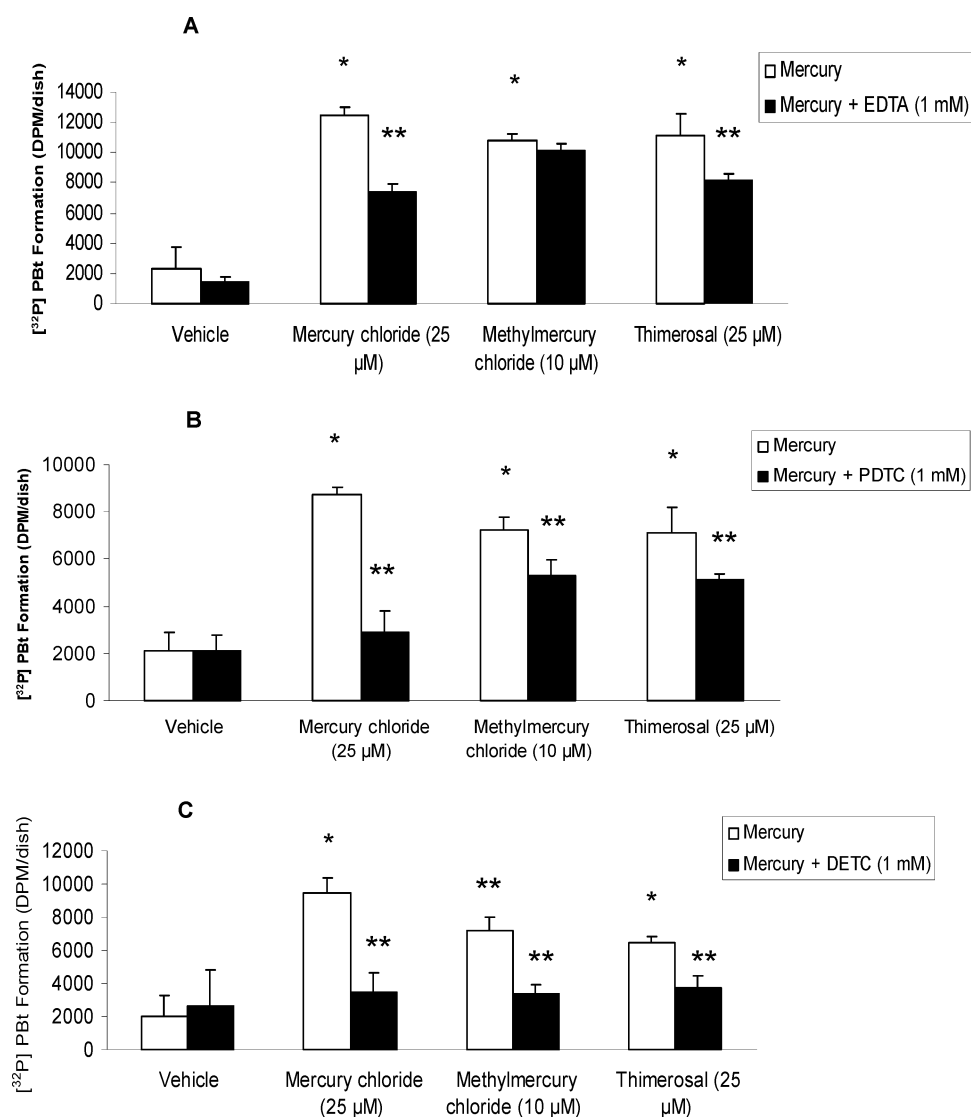 A
*
*
*
Mercury
Mercury + EDTA (1 mM)
**
**
[³²P] PBt Formation (DPM/dish)
14000
12000
10000
8000
6000
4000
2000
0
Vehicle
Mercury chloride (25
µM)
Methylmercury
chloride (10 µM)
Thimerosal (25 µM)
B
*
*
*
Mercury
Mercury + PDTC (1 mM)
**
**
**
[³²P] PBt Formation (DPM/dish)
10000
8000
6000
4000
2000
0
Vehicle
Mercury chloride
(25 µM)
Methylmercury
chloride (10 µM)
Thimerosal (25 µM)
C
*
**
*
Mercury
Mercury + DETC (1 mM)
**
**
**
[³²P] PBt Formation (DPM/dish)
12000
10000
8000
6000
4000
2000
0
Vehicle
Mercury chloride
(25 µM)
Methylmercury
chloride (10 µM)
Thimerosal (25
µM)